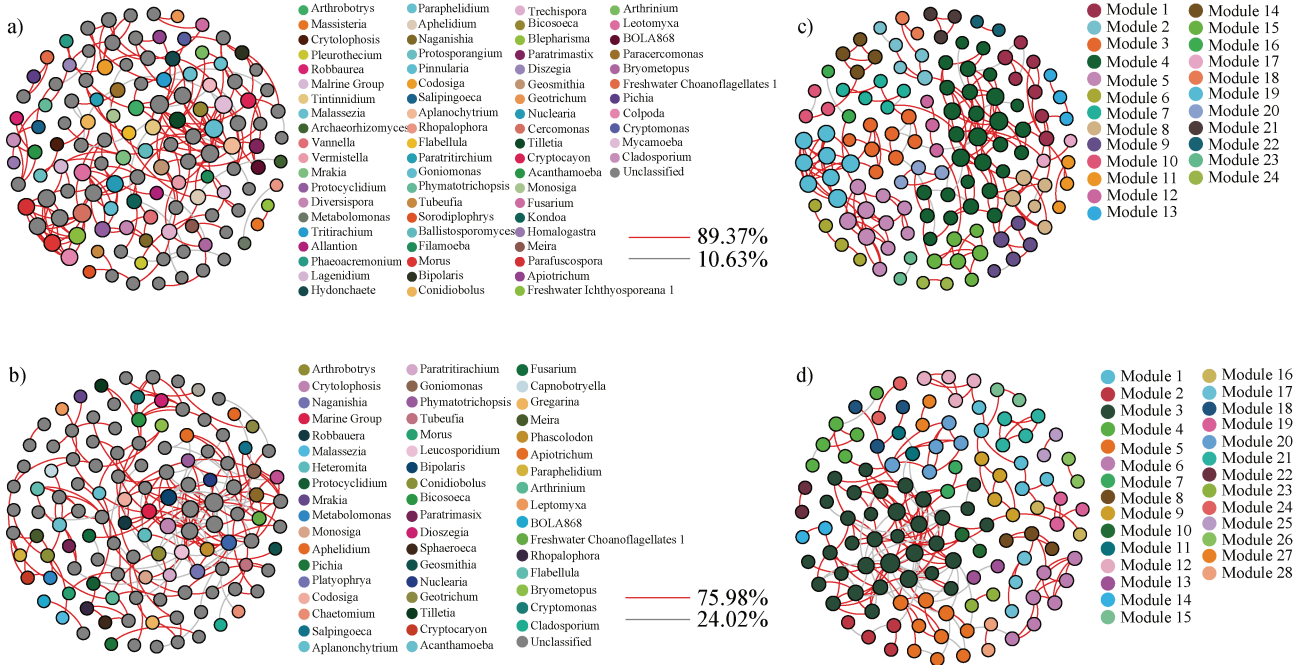 a)
Arthrobotrys
Massisteria
Crytolophosis
Pleurothecium
Robbaurea
Malrine Group
Tintinnidium
Malassezia
Archaeorhizomyces
Vannella
Vermistella
Mrakia
Protocyclidium
Diversispora
Metabolomonas
Tritirachium
Allantion
Phaeoacremonium
Lagenidium
Hydonchaete
Paraphelidium
Aphelidium
Naganishia
Protosporangium
Pinnularia
Codosiga
Salipingoeca
Aplanochytrium
Rhopalophora
Flabellula
Paratritirchium
Goniomonas
Phymatotrichopsis
Tubeufia
Sorodiplophrys
Ballistosporomyces
Filamoeba
Morus
Bipolaris
Conidiobolus
Trechispora
Bicosoeca
Blepharisma
Paratrimastix
Diszegia
Geosmithia
Geotrichum
Nuclearia
Cercomonas
Tilletia
Cryptocayon
Acanthamoeba
Monosiga
Fusarium
Kondoa
Homalogastra
Meira
Parafuscospora
Apiotrichum
Freshwater Ichthyosporeana 1
Arthrinium
Leotomyxa
BOLA868
Paracercomonas
Bryometopus
Freshwater Choanoflagellates 1
Pichia
Colpoda
Cryptomonas
Mycamoeba
Cladosporium
Unclassified
89.37%
10.63%
c)
Module 1
Module 2
Module 3
Module 4
Module 5
Module 6
Module 7
Module 8
Module 9
Module 10
Module 11
Module 12
Module 13
Module 14
Module 15
Module 16
Module 17
Module 18
Module 19
Module 20
Module 21
Module 22
Module 23
Module 24
b)
Arthrobotrys
Crytolophosis
Naganishia
Marine Group
Robbauera
Malassezia
Heteromita
Protocyclidium
Mrakia
Metabolomonas
Monosiga
Aphelidium
Pichia
Platyophrya
Codosiga
Chaetomium
Salpingoeca
Aplanonchytrium
Paratritirachium
Goniomonas
Phymatotrichopsis
Tubeufia
Morus
Leucosporidium
Bipolaris
Conidiobolus
Bicosoeca
Paratrimasix
Dioszegia
Sphaeroeca
Geosmithia
Nuclearia
Geotrichum
Tilletia
Cryptocaryon
Acanthamoeba
Fusarium
Capnobotryella
Gregarina
Meira
Phascolodon
Apiotrichum
Paraphelidium
Arthrinium
Leptomyxa
BOLA868
Freshwater Choanoflagellates 1
Rhopalophora
Flabellula
Bryometopus
Cryptomonas
Cladosporium
Unclassified
75.98%
24.02%
d)
Module 1
Module 2
Module 3
Module 4
Module 5
Module 6
Module 7
Module 8
Module 9
Module 10
Module 11
Module 12
Module 13
Module 14
Module 15
Module 16
Module 17
Module 18
Module 19
Module 20
Module 21
Module 22
Module 23
Module 24
Module 25
Module 26
Module 27
Module 28